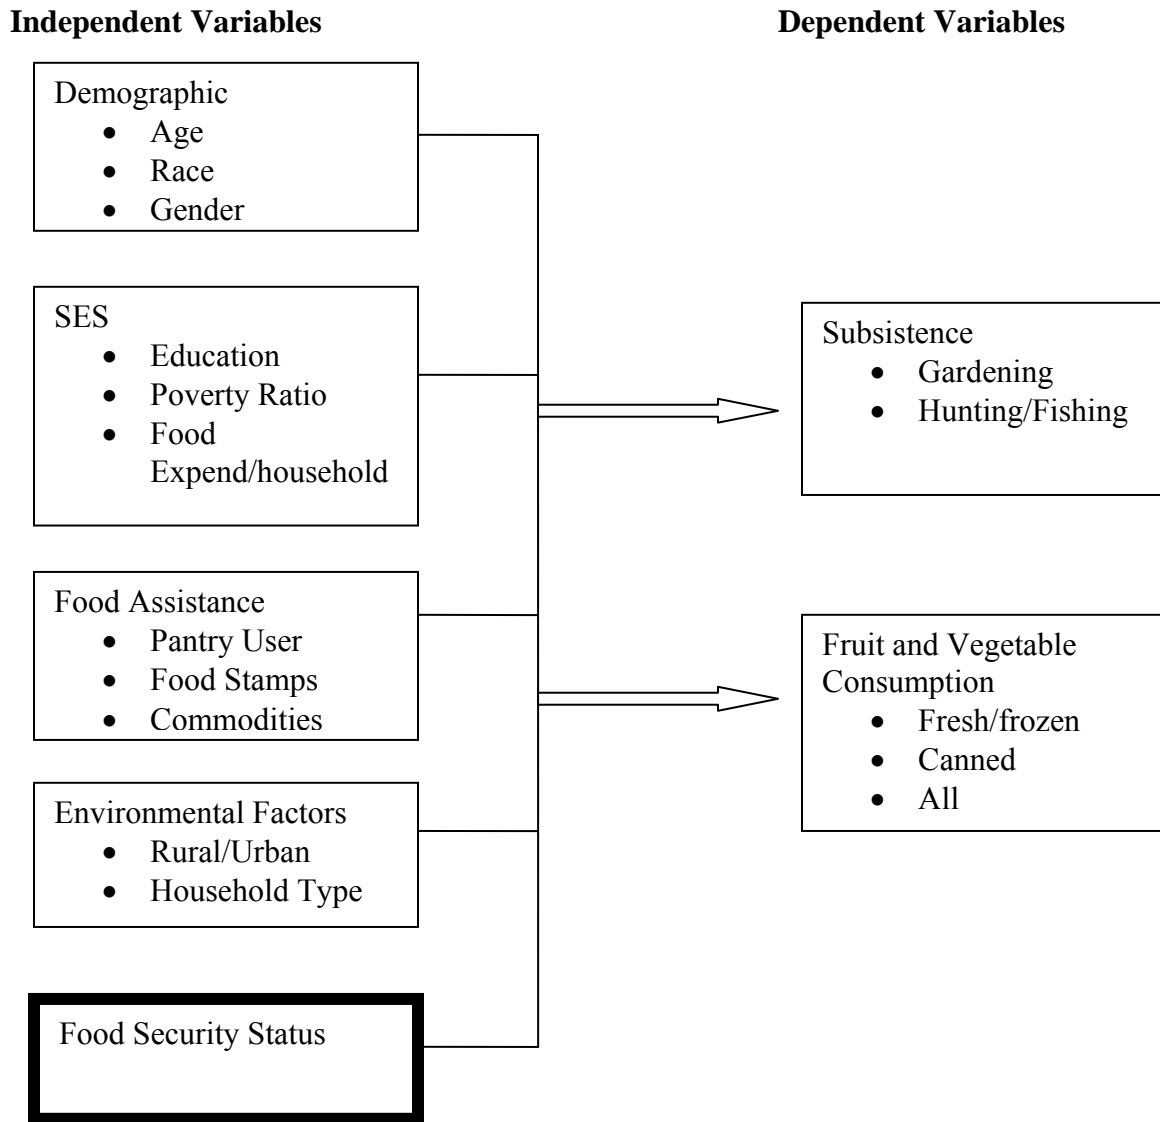 Independent Variables
Dependent Variables
Demographic
• Age
• Race
• Gender
SES
• Education
• Poverty Ratio
• Food
Expend/household
Food Assistance
• Pantry User
• Food Stamps
• Commodities
Environmental Factors
• Rural/Urban
• Household Type
Food Security Status
Subsistence
• Gardening
• Hunting/Fishing
Fruit and Vegetable
Consumption
• Fresh/frozen
• Canned
• All